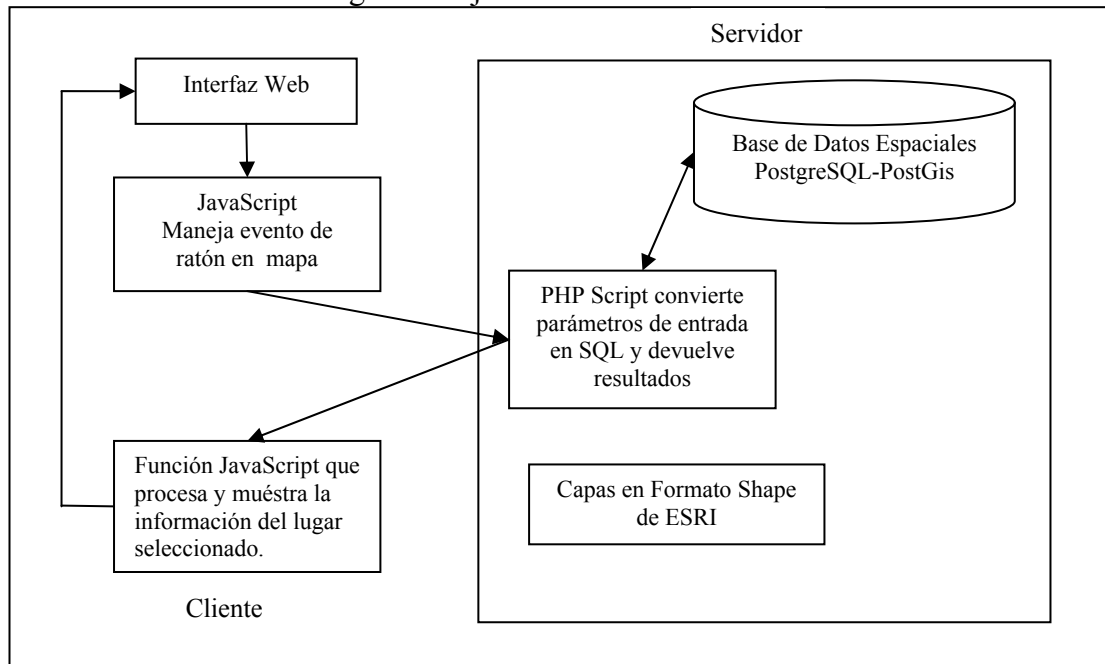 Servidor
Interfaz Web
Base de Datos Espaciales
PostgreSQL-PostGis
JavaScript
Maneja evento de
ratón en mapa
PHP Script convierte
parámetros de entrada
en SQL y devuelve
resultados
Función JavaScript que
procesa y muéstra la
información del lugar
seleccionado.
Capas en Formato Shape
de ESRI
Cliente